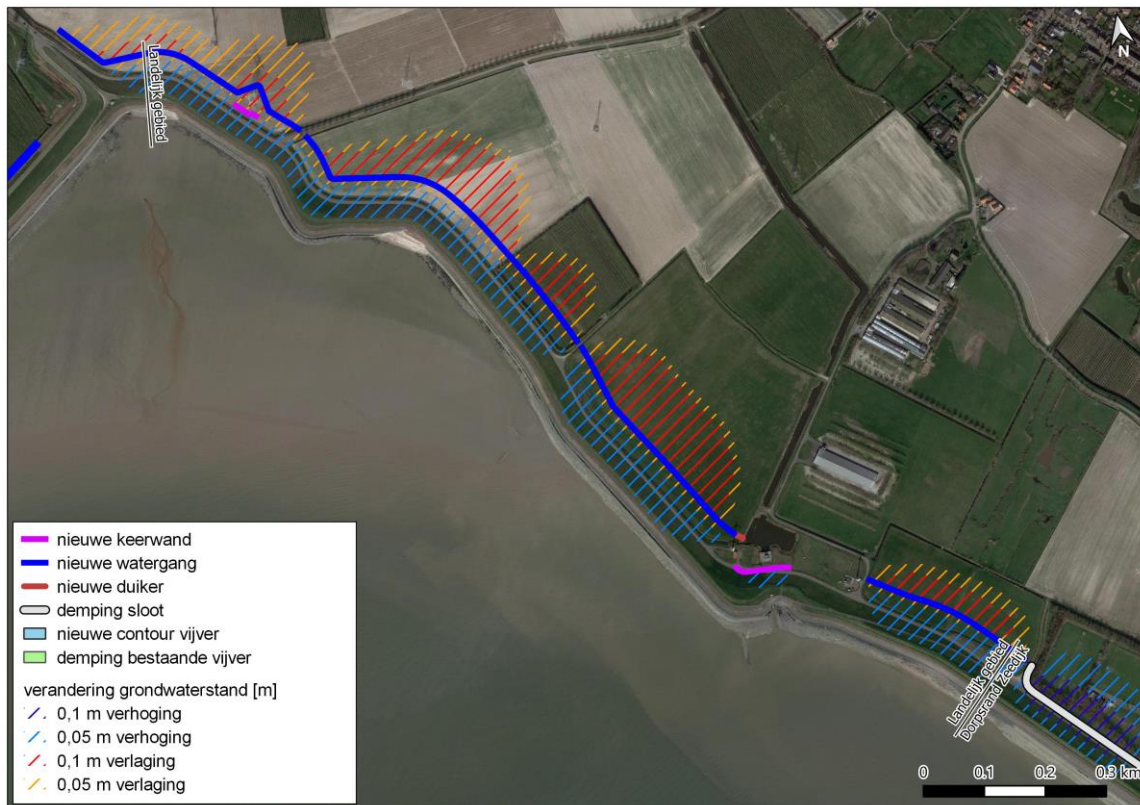 N
Landelijk gebied
Landelijk gebied
Dorpsrand Zeedijk
nieuwe keerwand
nieuwe watergang
nieuwe duiker
demping sloot
nieuwe contour vijver
demping bestaande vijver
verandering grondwaterstand [m]
0,1 m verhoging
0,05 m verhoging
0,1 m verlaging
0,05 m verlaging
0 0.1 0.2 0.3 km